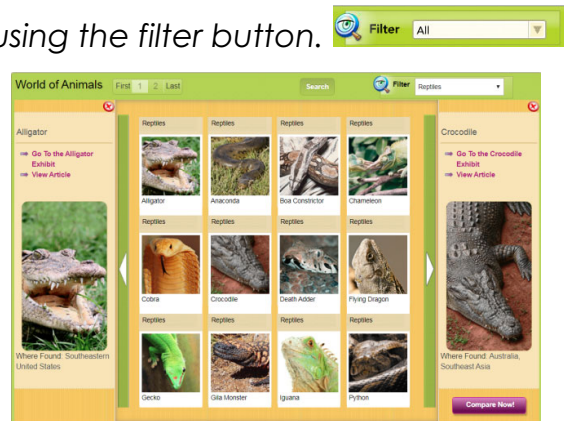 using the filter button.
Filter All
World of Animals First 1 2 Last Search Filter Reptiles
Alligator
Go To the Alligator
Exhibit
View Article
Where Found: Southeastern
United States
Reptiles Reptiles Reptiles Reptiles
Alligator Anaconda Boa Constrictor Chameleon
Reptiles Reptiles Reptiles Reptiles
Cobra Crocodile Death Adder Flying Dragon
Reptiles Reptiles Reptiles Reptiles
Gecko Gila Monster Iguana Python
Crocodile
Go To the Crocodile
Exhibit
View Article
Where Found: Australia,
Southeast Asia
Compare Now!